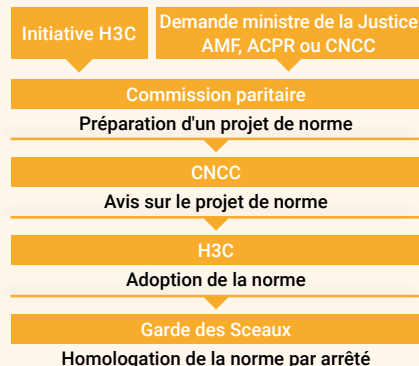 Initiative H3C
Demande ministre de la Justice
AMF, ACPR ou CNCC
Commission paritaire
Préparation d'un projet de norme
CNCC
Avis sur le projet de norme
H3C
Adoption de la norme
Garde des Sceaux
Homologation de la norme par arrêté